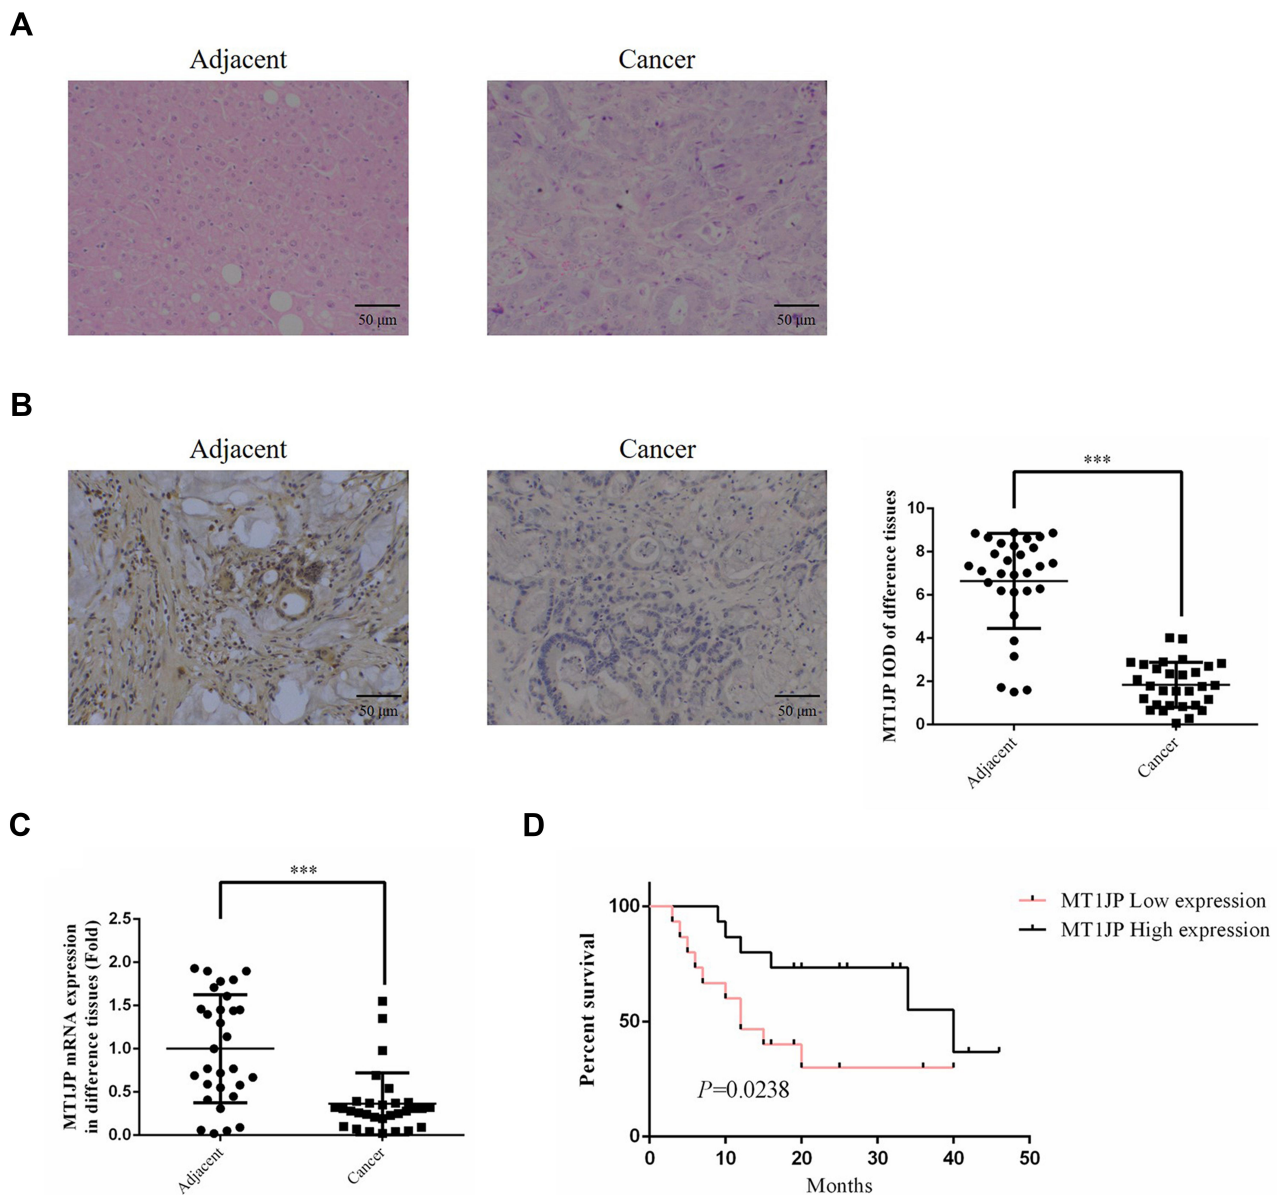 A
Adjacent
Cancer
50 μm
50 μm
B
Adjacent
Cancer
50 μm
50 μm
***
MT1JP IOD of dfference tissues
10
8
6
4
2
0
Adjacent
Cancer
C
***
MT1JP mRNA expression
in difference tissues (Fold)
2.5
2.0
1.5
1.0
0.5
0.0
Adjacent
Cancer
D
Percent survival
100
50
0
0 10 20 30 40 50
Months
P=0.0238
MT1JP Low expression
MT1JP High expression